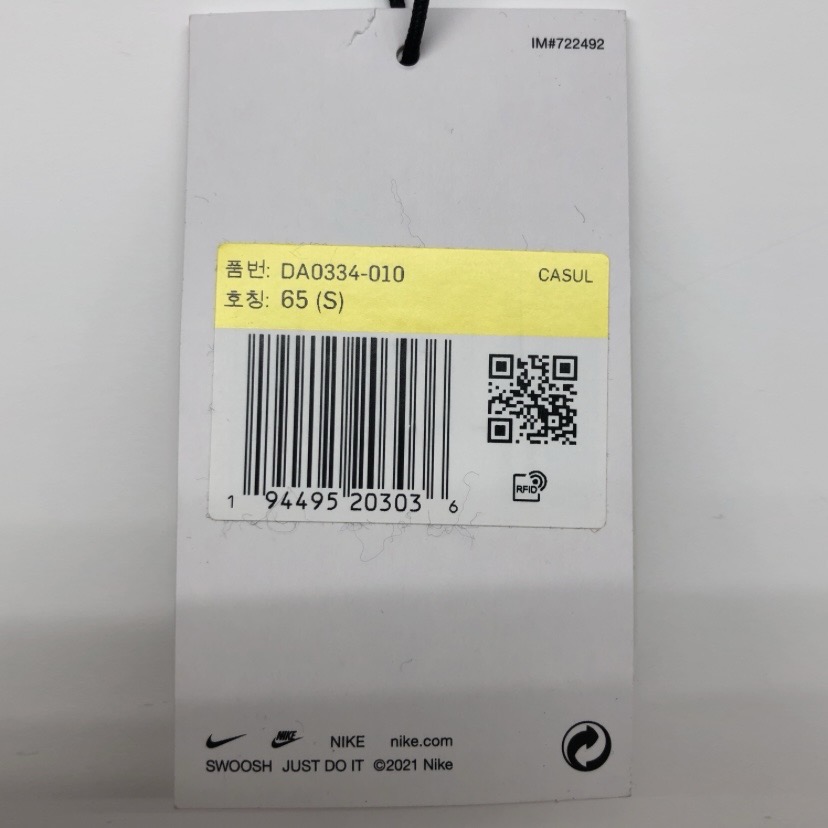 IM#722492
품번: DA0334-010
CASUL
호칭: 65 (S)
RFID
1 94495 20303 6
NIKE
NIKE nike.com
SWOOSH JUST DO IT ©2021 Nike